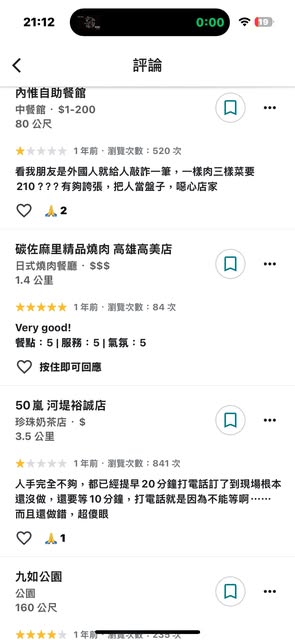 21:12
0:00
19
評論
內惟自助餐館
中餐館 · $1-200
80 公尺
1 年前 · 瀏覽次數：520 次
看我朋友是外國人就給人敲詐一筆，一樣肉三樣菜要
210？？？有夠誇張，把人當盤子，噁心店家
2
碳佐麻里精品燒肉 高雄高美店
日式燒肉餐廳 · $$$
1.4 公里
1 年前 · 瀏覽次數：84 次
Very good!
餐點：5 | 服務：5 | 氣氛：5
按住即可回應
50 嵐 河堤裕誠店
珍珠奶茶店 · $
3.5 公里
1 年前 · 瀏覽次數：841 次
人手完全不夠，都已經提早 20 分鐘打電話訂了到現場根本
還沒做，還要等 10 分鐘，打電話就是因為不能等啊⋯⋯
而且還做錯，超傻眼
1
九如公園
公園
160 公尺
1 年前 · 瀏覽次數：235 次